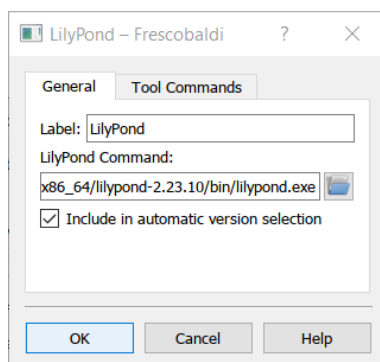 LilyPond – Frescobaldi ?
General Tool Commands
Label: LilyPond
LilyPond Command:
x86_64/lilypond-2.23.10/bin/lilypond.exe
Include in automatic version selection
OK Cancel Help